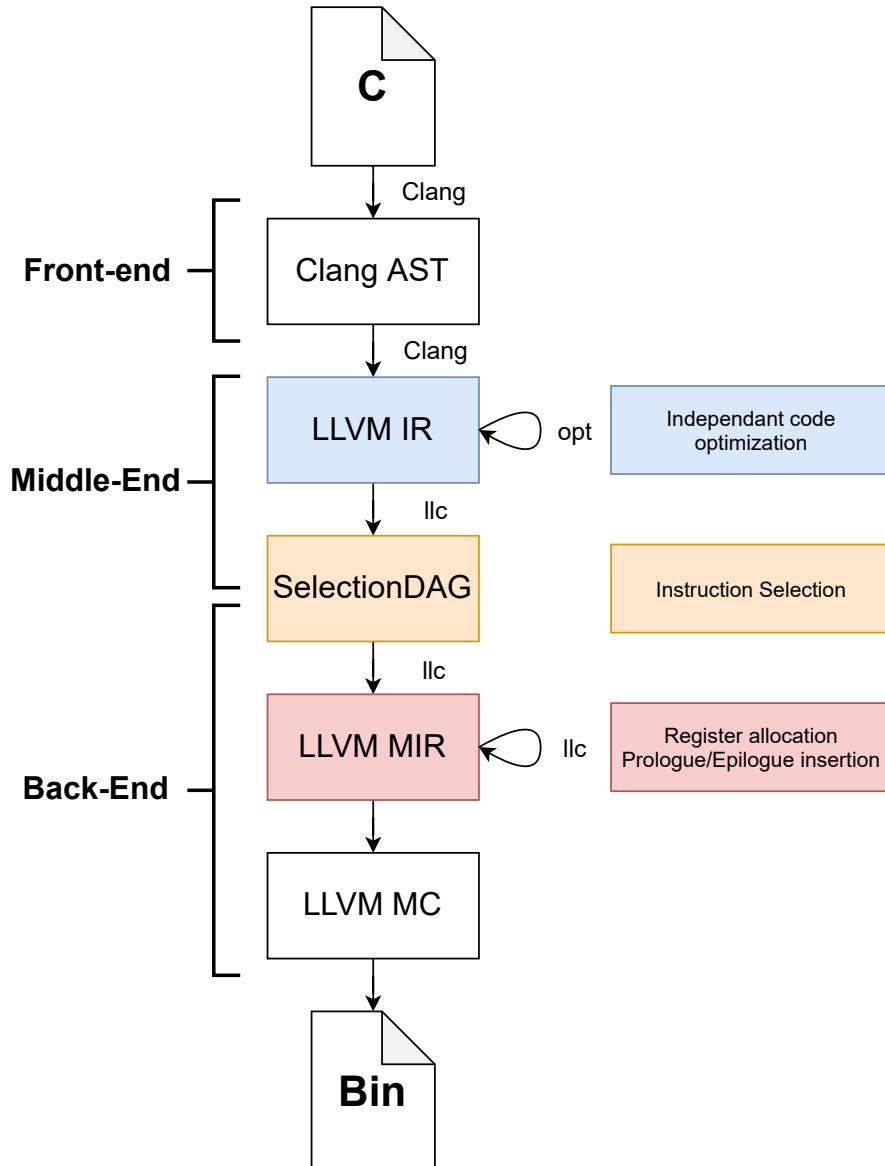 C
Clang
Front-end
Clang AST
Clang
LLVM IR
opt
Independant code
optimization
Middle-End
llc
SelectionDAG
Instruction Selection
llc
LLVM MIR
llc
Register allocation
Prologue/Epilogue insertion
Back-End
LLVM MC
Bin